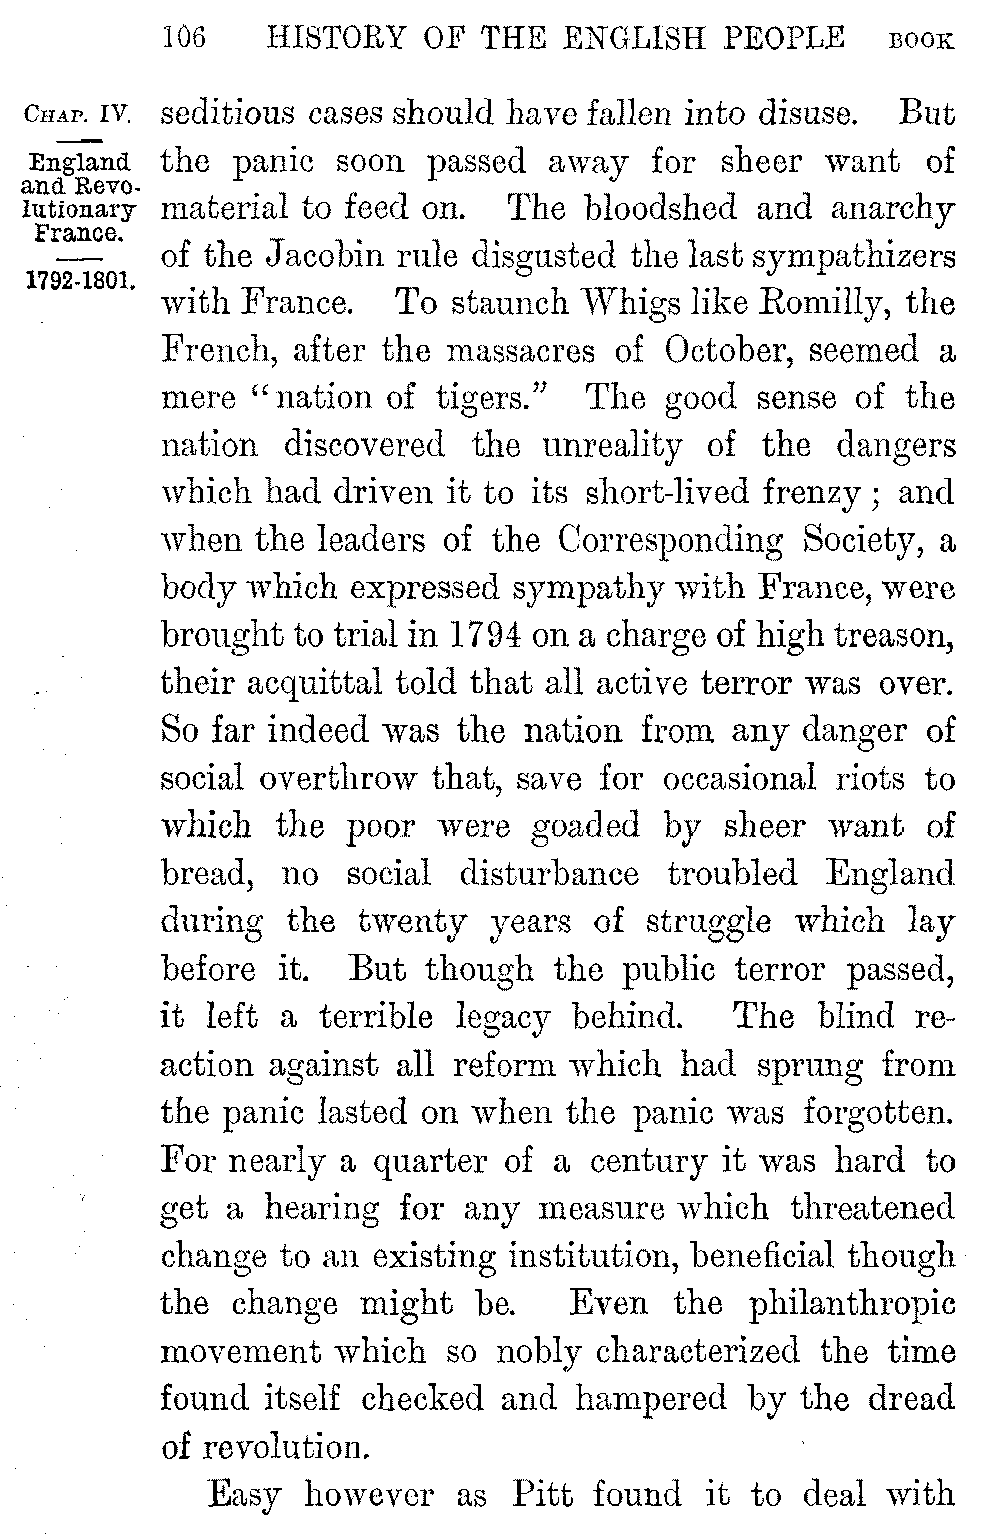 106 HISTORY OF THE ENGLISH PEOPLE BOOK
CHAP. IV.
England
and Revo-
lutionary
France.
1792-1801.
seditious cases should have fallen into disuse. But
the panic soon passed away for sheer want of
material to feed on. The bloodshed and anarchy
of the Jacobin rule disgusted the last sympathizers
with France. To staunch Whigs like Romilly, the
French, after the massacres of October, seemed a
mere “nation of tigers.” The good sense of the
nation discovered the unreality of the dangers
which had driven it to its short-lived frenzy; and
when the leaders of the Corresponding Society, a
body which expressed sympathy with France, were
brought to trial in 1794 on a charge of high treason,
their acquittal told that all active terror was over.
So far indeed was the nation from any danger of
social overthrow that, save for occasional riots to
which the poor were goaded by sheer want of
bread, no social disturbance troubled England
during the twenty years of struggle which lay
before it. But though the public terror passed,
it left a terrible legacy behind. The blind re-
action against all reform which had sprung from
the panic lasted on when the panic was forgotten.
For nearly a quarter of a century it was hard to
get a hearing for any measure which threatened
change to an existing institution, beneficial though
the change might be. Even the philanthropic
movement which so nobly characterized the time
found itself checked and hampered by the dread
of revolution.
Easy however as Pitt found it to deal with